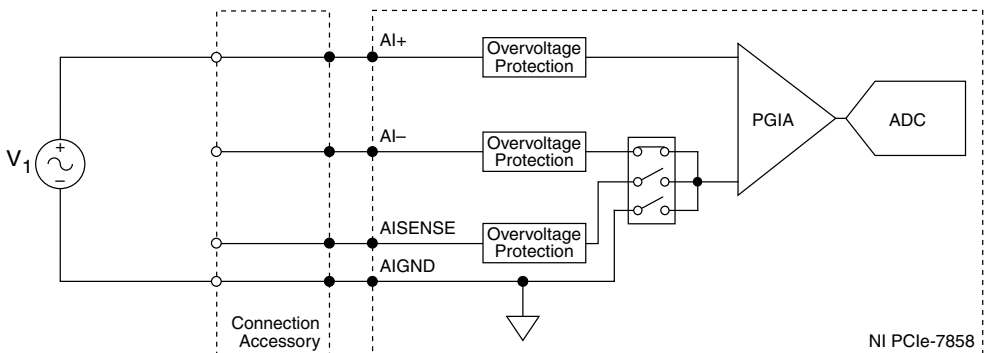 AI+
Overvoltage
Protection
PGIA
ADC
AI–
Overvoltage
Protection
V1
+
–
AISENSE
Overvoltage
Protection
AIGND
Connection
Accessory
NI PCIe-7858